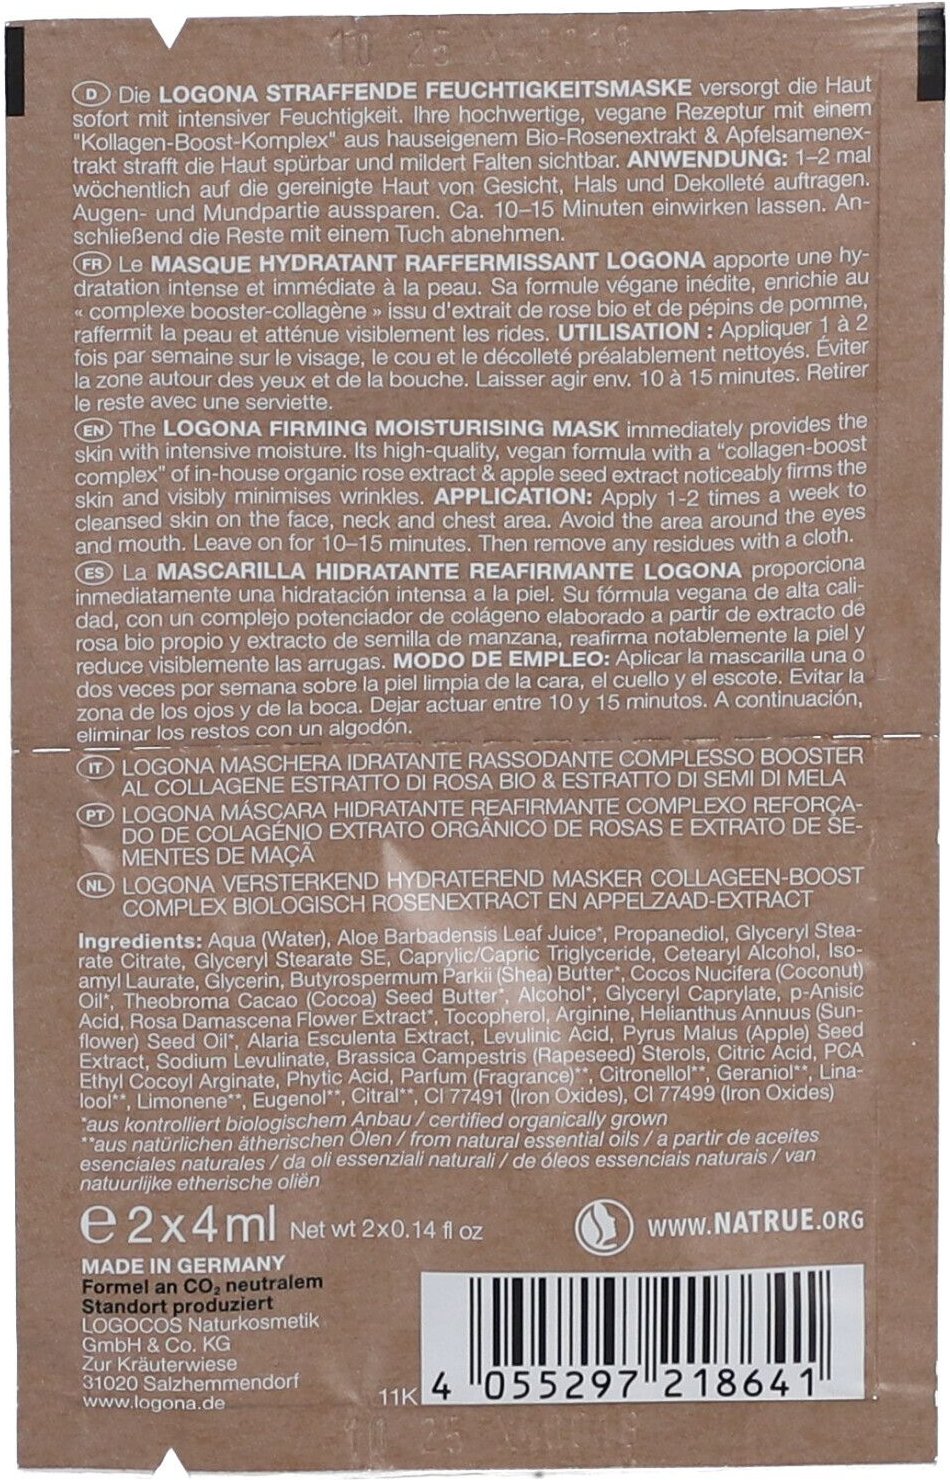 10 25
D Die LOGONA STRAFFENDE FEUCHTIGKEITSMASKE versorgt die Haut
sofort mit intensiver Feuchtigkeit. Ihre hochwertige, vegane Rezeptur mit einem
"Kollagen-Boost-Komplex" aus hauseigenem Bio-Rosenextrakt & Apfelsamenex-
trakt strafft die Haut spürbar und mildert Falten sichtbar. ANWENDUNG: 1–2 mal
wöchentlich auf die gereinigte Haut von Gesicht, Hals und Dekolleté auftragen.
Augen- und Mundpartie aussparen. Ca. 10–15 Minuten einwirken lassen. An-
schließend die Reste mit einem Tuch abnehmen.
FR Le MASQUE HYDRATANT RAFFERMISSANT LOGONA apporte une hy-
dratation intense et immédiate à la peau. Sa formule végane inédite, enrichie au
« complexe booster-collagène » issu d'extrait de rose bio et de pépins de pomme,
raffermit la peau et atténue visiblement les rides. UTILISATION : Appliquer 1 à 2
fois par semaine sur le visage, le cou et le décolleté préalablement nettoyés. Éviter
la zone autour des yeux et de la bouche. Laisser agir env. 10 à 15 minutes. Retirer
le reste avec une serviette.
EN The LOGONA FIRMING MOISTURISING MASK immediately provides the
skin with intensive moisture. Its high-quality, vegan formula with a "collagen-boost
complex" of in-house organic rose extract & apple seed extract noticeably firms the
skin and visibly minimises wrinkles. APPLICATION: Apply 1-2 times a week to
cleansed skin on the face, neck and chest area. Avoid the area around the eyes
and mouth. Leave on for 10–15 minutes. Then remove any residues with a cloth.
ES La MASCARILLA HIDRATANTE REAFIRMANTE LOGONA proporciona
inmediatamente una hidratación intensa a la piel. Su fórmula vegana de alta cali-
dad, con un complejo potenciador de colágeno elaborado a partir de extracto de
rosa bio propio y extracto de semilla de manzana, reafirma notablemente la piel y
reduce visiblemente las arrugas. MODO DE EMPLEO: Aplicar la mascarilla una o
dos veces por semana sobre la piel limpia de la cara, el cuello y el escote. Evitar la
zona de los ojos y de la boca. Dejar actuar entre 10 y 15 minutos. A continuación,
eliminar los restos con un algodón.
IT LOGONA MASCHERA IDRATANTE RASSODANTE COMPLESSO BOOSTER
AL COLLAGENE ESTRATTO DI ROSA BIO & ESTRATTO DI SEMI DI MELA
PT LOGONA MÁSCARA HIDRATANTE REAFIRMANTE COMPLEXO REFORÇA-
DO DE COLAGÉNIO EXTRATO ORGÂNICO DE ROSAS E EXTRATO DE SE-
MENTES DE MAÇÃ
NL LOGONA VERSTERKEND HYDRATEREND MASKER COLLAGEEN-BOOST
COMPLEX BIOLOGISCH ROSENEXTRACT EN APPELZAAD-EXTRACT
Ingredients: Aqua (Water), Aloe Barbadensis Leaf Juice*, Propanediol, Glyceryl Stea-
rate Citrate, Glyceryl Stearate SE, Caprylic/Capric Triglyceride, Cetearyl Alcohol, Iso-
amyl Laurate, Glycerin, Butyrospermum Parkii (Shea) Butter*, Cocos Nucifera (Coconut)
Oil*, Theobroma Cacao (Cocoa) Seed Butter*, Alcohol*, Glyceryl Caprylate, p-Anisic
Acid, Rosa Damascena Flower Extract*, Tocopherol, Arginine, Helianthus Annuus (Sun-
flower) Seed Oil*, Alaria Esculenta Extract, Levulinic Acid, Pyrus Malus (Apple) Seed
Extract, Sodium Levulinate, Brassica Campestris (Rapeseed) Sterols, Citric Acid, PCA
Ethyl Cocoyl Arginate, Phytic Acid, Parfum (Fragrance)**, Citronellol**, Geraniol**, Lina-
lool**, Limonene**, Eugenol**, Citral**, CI 77491 (Iron Oxides), CI 77499 (Iron Oxides)
*aus kontrolliert biologischem Anbau / certified organically grown
**aus natürlichen ätherischen Ölen / from natural essential oils / a partir de aceites
esenciales naturales / da oli essenziali naturali / de óleos essenciais naturais / van
natuurlijke etherische oliën
e 2x4ml Net wt 2x0.14 fl oz
WWW.NATRUE.ORG
MADE IN GERMANY
Formel an CO₂ neutralem
Standort produziert
LOGOCOS Naturkosmetik
GmbH & Co. KG
Zur Kräuterwiese
31020 Salzhemmendorf
www.logona.de
11K
4 055297 218641
10 25